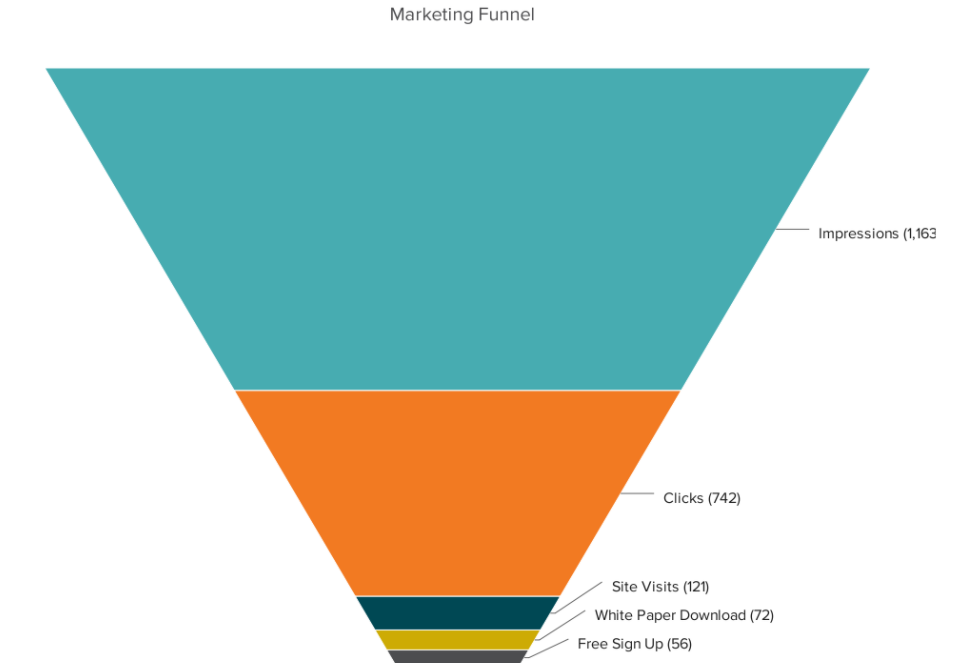 Marketing Funnel
Impressions (1,163
Clicks (742)
Site Visits (121)
White Paper Download (72)
Free Sign Up (56)